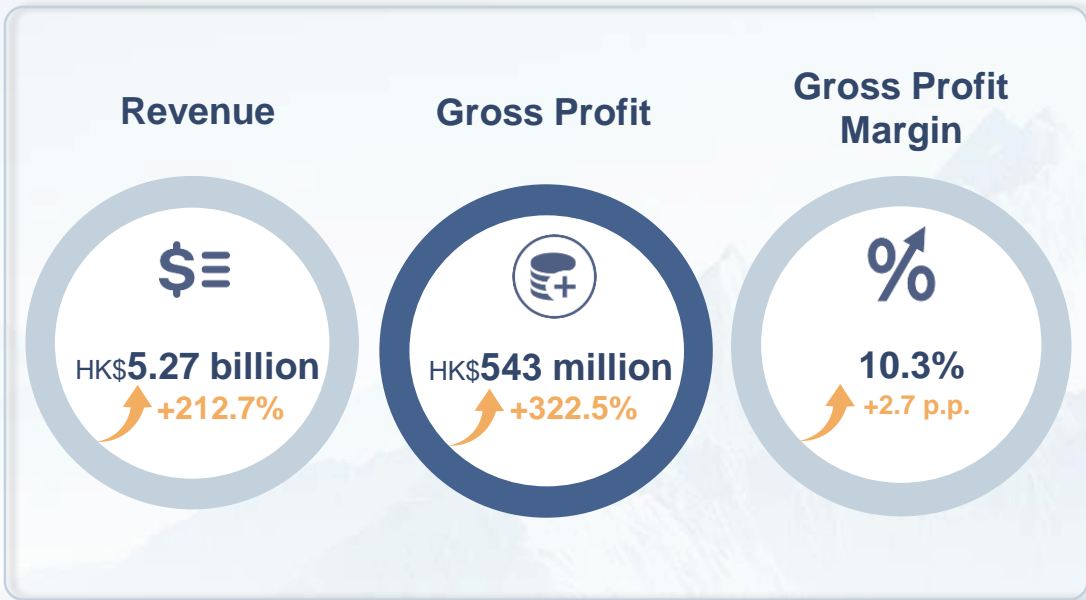 Revenue
HK$5.27 billion
+212.7%
Gross Profit
HK$543 million
+322.5%
Gross Profit
Margin
10.3%
+2.7 p.p.